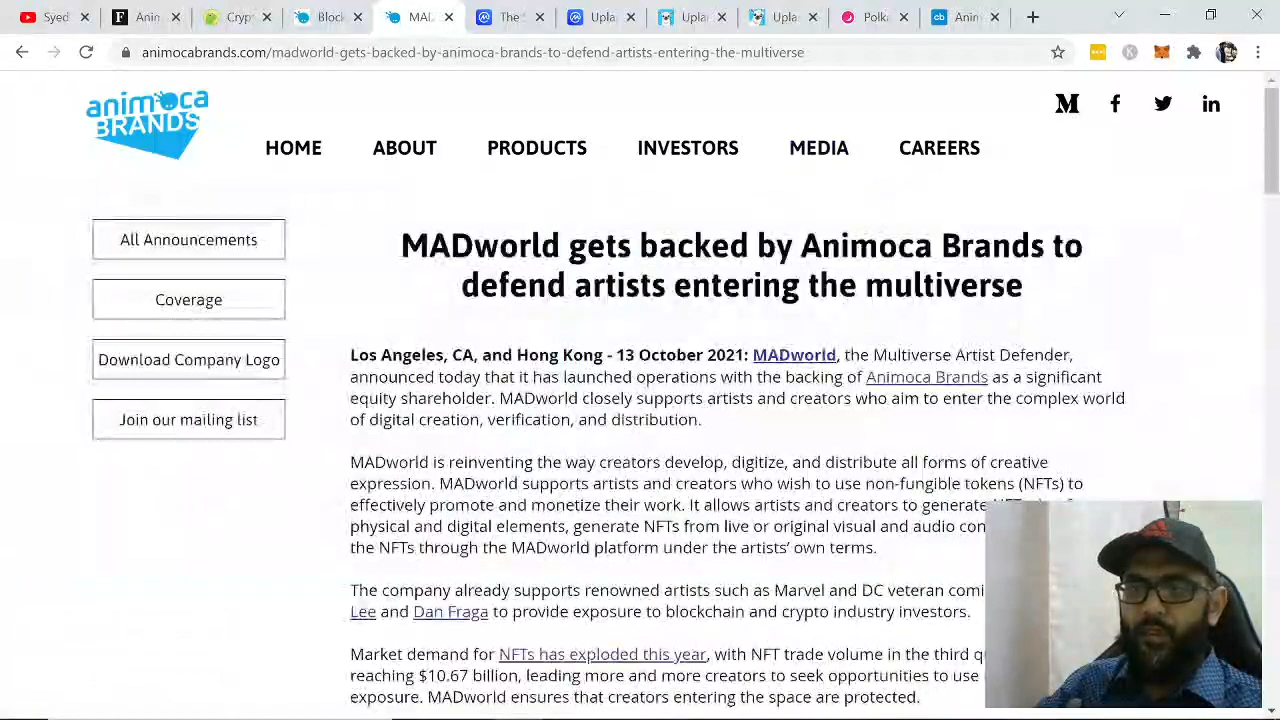 Syed
Fanin
Cryp
Bloc
MAD
The S
Upla
Upla
Upla
Polk
Anim
animocabrands.com/madworld-gets-backed-by-animoca-brands-to-defend-artists-entering-the-multiverse
animoca
BRANDS
HOME
ABOUT
PRODUCTS
INVESTORS
MEDIA
CAREERS
All Announcements
Coverage
Download Company Logo
Join our mailing list
MADworld gets backed by Animoca Brands to
defend artists entering the multiverse
Los Angeles, CA, and Hong Kong - 13 October 2021: MADworld, the Multiverse Artist Defender,
announced today that it has launched operations with the backing of Animoca Brands as a significant
equity shareholder. MADworld closely supports artists and creators who aim to enter the complex world
of digital creation, verification, and distribution.
MADworld is reinventing the way creators develop, digitize, and distribute all forms of creative
expression. MADworld supports artists and creators who wish to use non-fungible tokens (NFTs) to
effectively promote and monetize their work. It allows artists and creators to generate
physical and digital elements, generate NFTs from live or original visual and audio con
the NFTs through the MADworld platform under the artists' own terms.
The company already supports renowned artists such as Marvel and DC veteran comi
Lee and Dan Fraga to provide exposure to blockchain and crypto industry investors.
Market demand for NFTs has exploded this year, with NFT trade volume in the third qu
reaching $10.67 billion, leading more and more creators to seek opportunities to use
exposure. MADworld ensures that creators entering the space are protected.